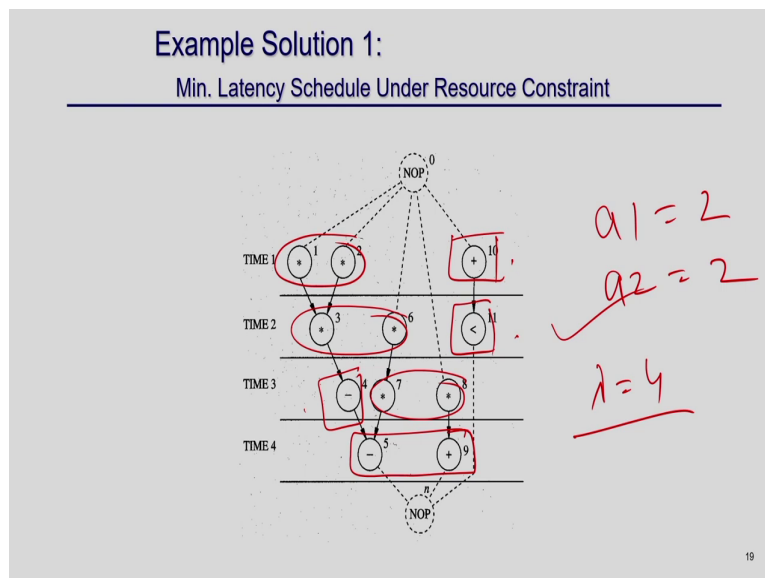 Example Solution 1:
Min. Latency Schedule Under Resource Constraint
NOP 0
TIME 1 * 1 * 2 + 10
a1 = 2
a2 = 2
TIME 2 * 3 * 6 < 11
λ = 4
TIME 3 - 4 * 7 * 8
TIME 4 - 5 + 9
n
NOP
19